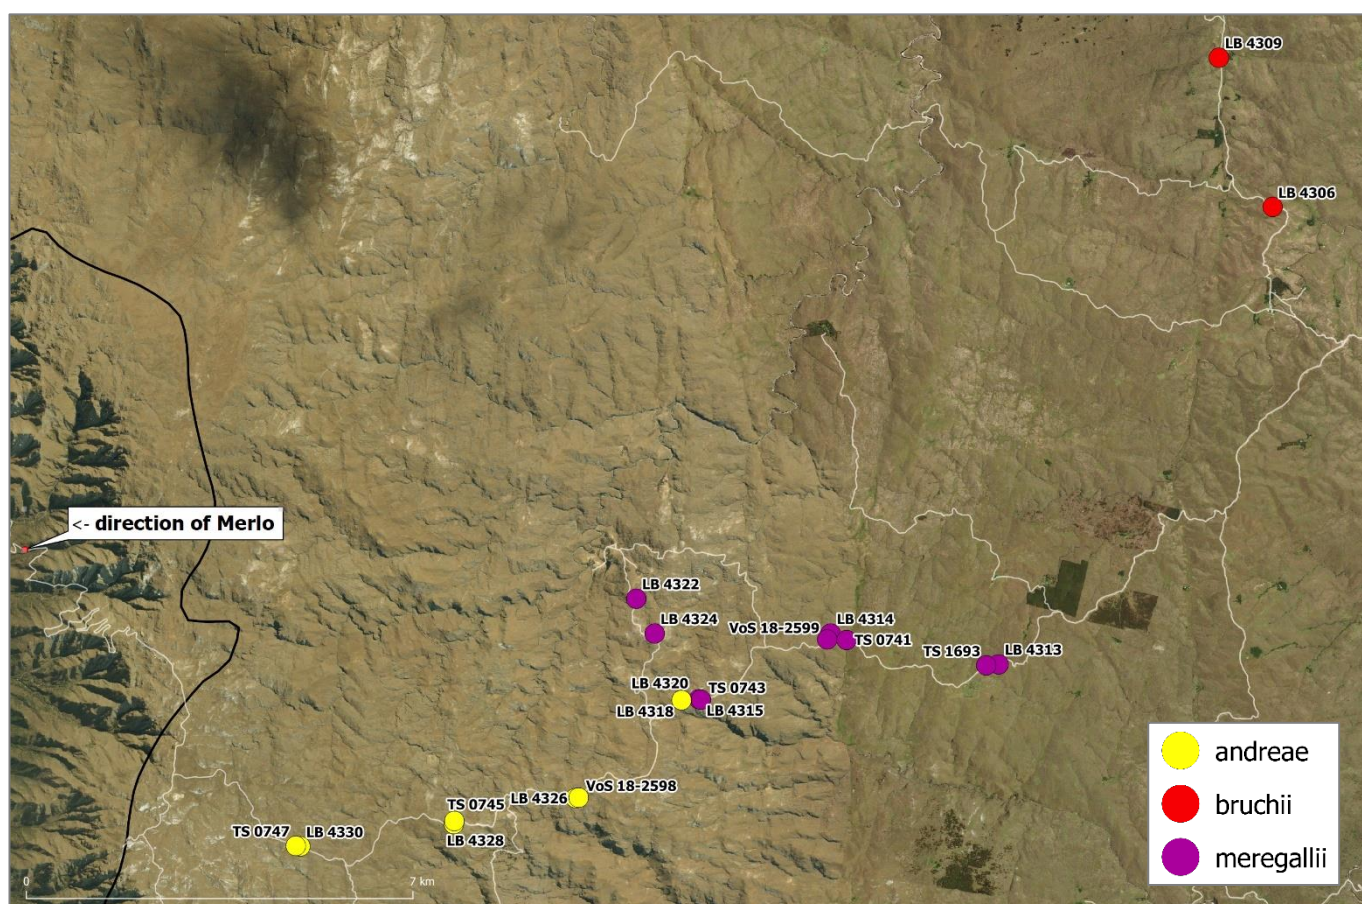 LB 4309
LB 4306
<- direction of Merlo
LB 4322
LB 4324
LB 4314
VoS 18-2599
TS 0741
TS 1693
LB 4313
LB 4320
TS 0743
LB 4318
LB 4315
VoS 18-2598
LB 4326
TS 0745
LB 4328
TS 0747
LB 4330
andreae
bruchii
meregallii
0
7 km